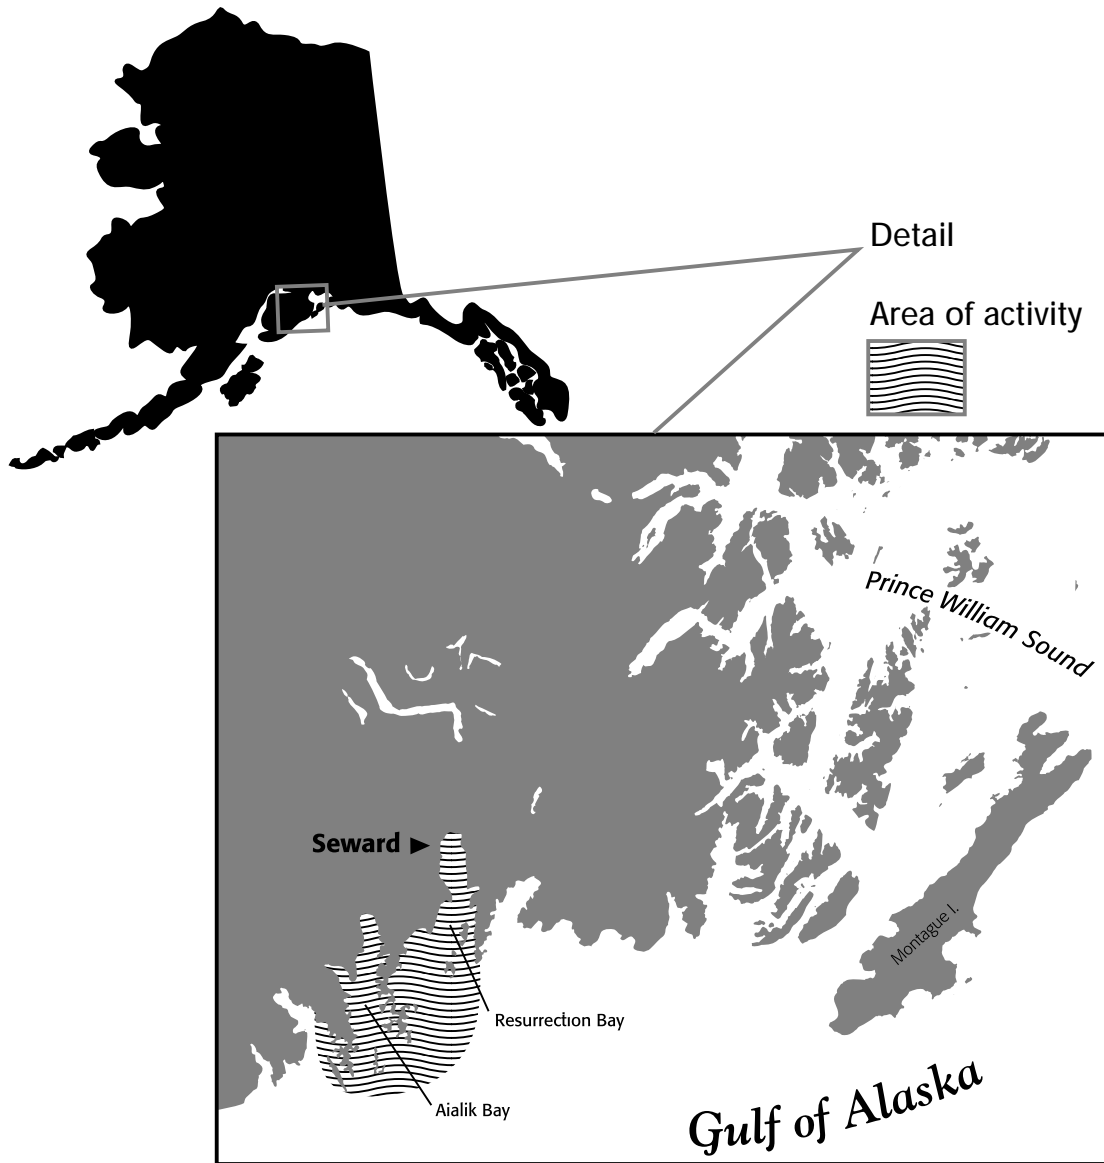 Detail
Area of activity
Prince William Sound
Seward
Montague I.
Resurrection Bay
Aialik Bay
Gulf of Alaska